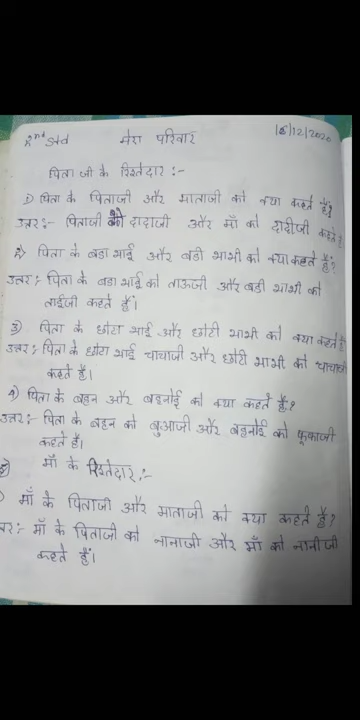 2nd Std मेरा परिवार 16/12/2020
पिता जी के रिश्तेदार :-
1) पिता के पिताजी और माताजी को क्या कहते हैं?
उत्तर :- पिताजी को दादाजी और माँ को दादीजी कहते
2) पिता के बडा भाई और बडी भाभी को क्या कहते हैं?
उत्तर :- पिता के बडा भाई को ताऊजी और बडी भाभी को
ताईजी कहते हैं।
3) पिता के छोटा भाई और छोटी भाभी को क्या कहते हैं
उत्तर :- पिता के छोटा भाई चाचाजी और छोटी भाभी को चाचीजी
कहते हैं।
4) पिता के बहन और बहनोई को क्या कहते हैं?
उत्तर :- पिता के बहन को बुआजी और बहनोई को फूफाजी
कहते हैं।
माँ के रिश्तेदार :-
) माँ के पिताजी और माताजी को क्या कहते हैं?
त्तर :- माँ के पिताजी को नानाजी और माँ को नानीजी
कहते हैं।